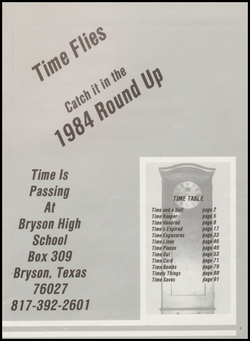 Time Flies
Catch it in the
1984 Round Up
Time Is
Passing
At
Bryson High
School
Box 309
Bryson, Texas
76027
817-392-2601
TIME TABLE
Time and a Half page 2
Time Keeper page 5
Time Honored page 8
Time's Expired page 17
Time Exposures page 33
Time Lines page 46
Time Pieces page 48
Time Out page 53
Time Card page 71
Time Bombs page 79
Timely Things page 88
Time Saves page 91